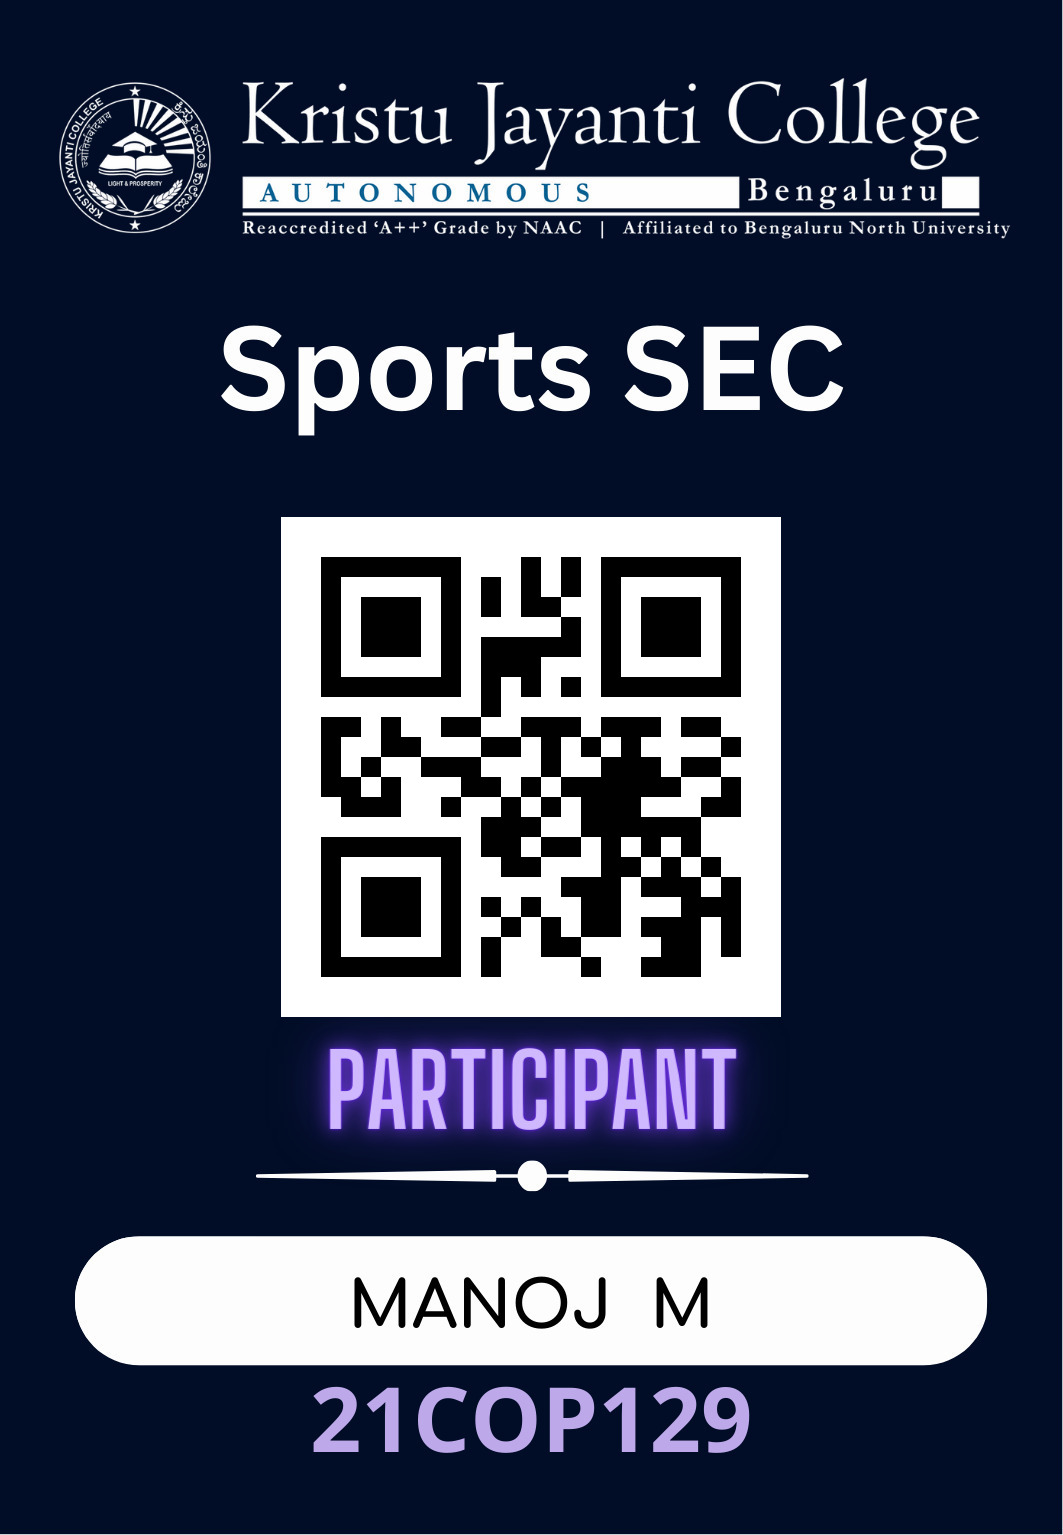 Kristu Jayanti College
AUTONOMOUS Bengaluru
Reaccredited ‘A++’ Grade by NAAC | Affiliated to Bengaluru North University
KRISTU JAYANTI COLLEGE
ಕ್ರಿಸ್ತು ಜಯಂತಿ ಕಾಲೇಜು
LIGHT & PROSPERITY
Sports SEC
PARTICIPANT
MANOJ M
21COP129